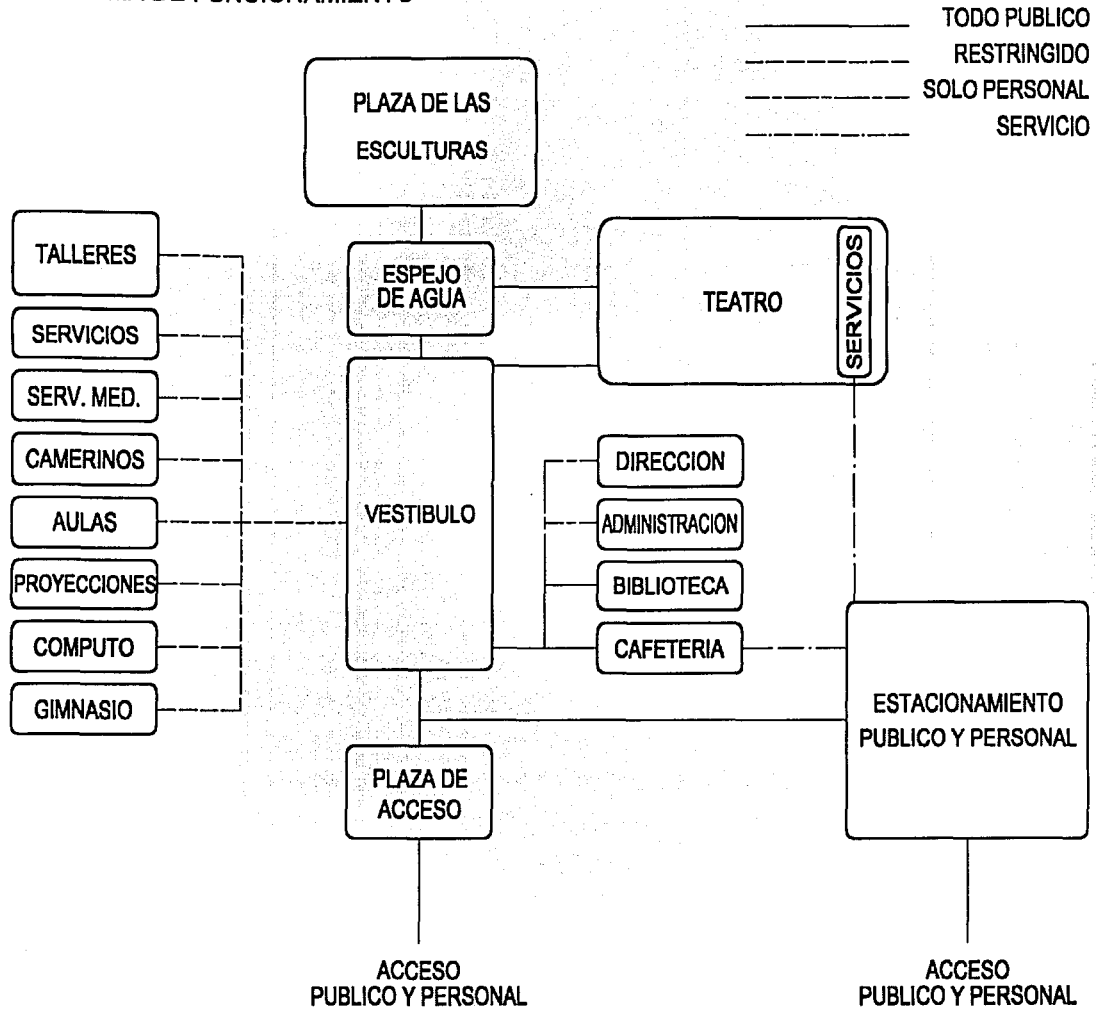 TODO PUBLICO
RESTRINGIDO
SOLO PERSONAL
SERVICIO
PLAZA DE LAS
ESCULTURAS
TALLERES
SERVICIOS
SERV. MED.
CAMERINOS
AULAS
PROYECCIONES
COMPUTO
GIMNASIO
ESPEJO
DE AGUA
TEATRO
SERVICIOS
VESTIBULO
DIRECCION
ADMINISTRACION
BIBLIOTECA
CAFETERIA
ESTACIONAMIENTO
PUBLICO Y PERSONAL
PLAZA DE
ACCESO
ACCESO
PUBLICO Y PERSONAL
ACCESO
PUBLICO Y PERSONAL